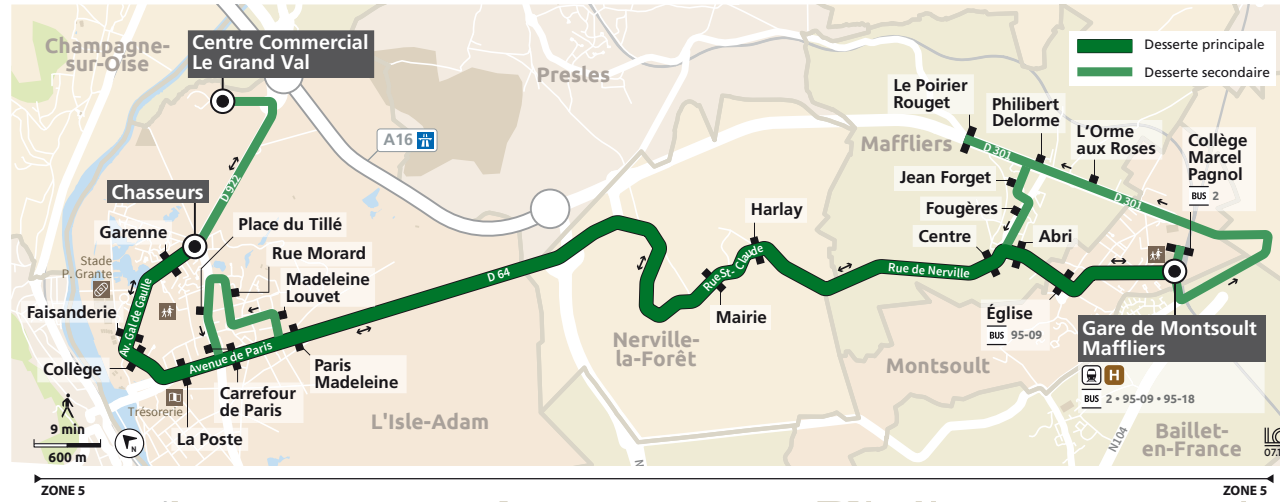 Champagne-
sur-Oise
Centre Commercial
Le Grand Val
Presles
Desserte principale
Desserte secondaire
A16
Le Poirier
Rouget
Philibert
Delorme
Maffliers
L'Orme
aux Roses
Collège
Marcel
Pagnol
BUS 2
D 301
D 301
Jean Forget
Fougères
Chasseurs
D 922
Place du Tillé
Garenne
Rue Morard
Madeleine
Louvet
Stade
P. Grante
Harlay
Centre
Abri
Av. Gal de Gaulle
Faisanderie
D 64
Rue St- Claude
Rue de Nerville
Mairie
Église
BUS 95-09
Gare de Montsoult
Maffliers
H
BUS 2 • 95-09 • 95-18
Nerville-
la-Forêt
Montsoult
Collège
Avenue de Paris
Paris
Madeleine
Carrefour
de Paris
Trésorerie
La Poste
L'Isle-Adam
9 min
600 m
N
N
N104
Baillet-
en-France
ZONE 5
ZONE 5